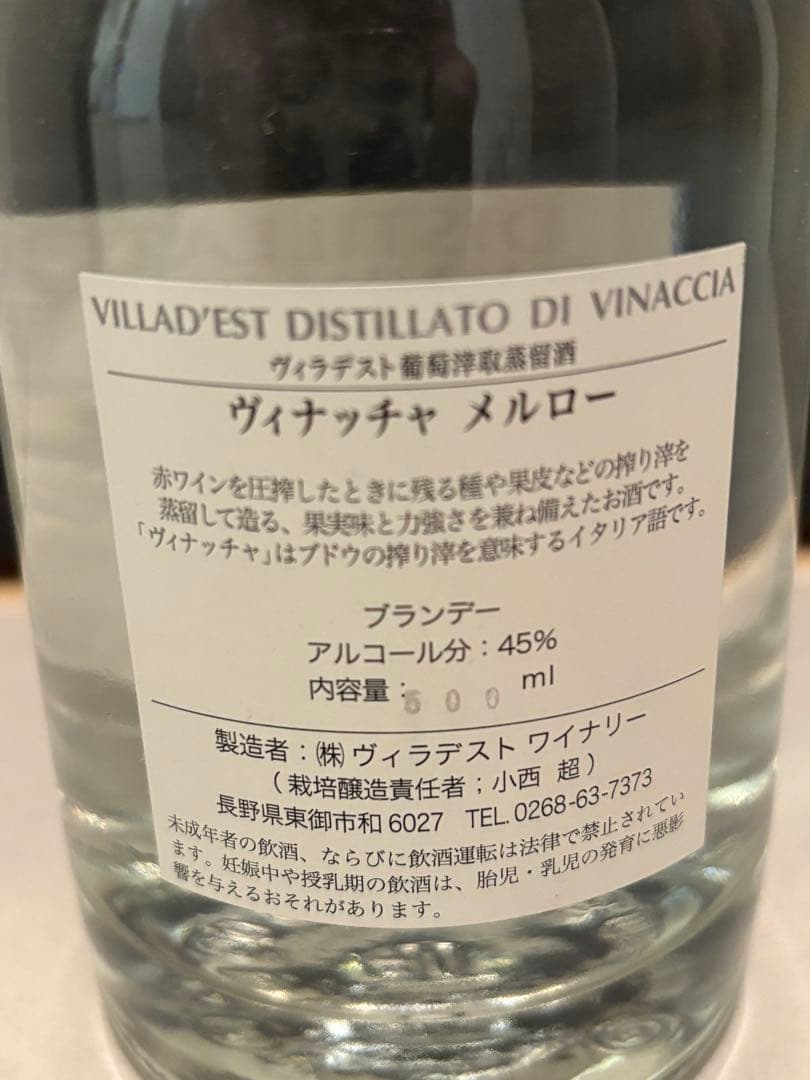 VILLAD'EST DISTILLATO DI VINACCIA
ヴィラデスト葡萄滓取蒸留酒
ヴィナッチャ メルロー
赤ワインを圧搾したときに残る種や果皮などの搾り滓を
蒸留して造る、果実味と力強さを兼ね備えたお酒です。
「ヴィナッチャ」はブドウの搾り滓を意味するイタリア語です。
ブランデー
アルコール分：45%
内容量：500 ml
製造者：㈱ヴィラデスト ワイナリー
（栽培醸造責任者；小西 超）
長野県東御市和6027 TEL.0268-63-7373
未成年者の飲酒、ならびに飲酒運転は法律で禁止されてい
ます。妊娠中や授乳期の飲酒は、胎児・乳児の発育に悪影
響を与えるおそれがあります。